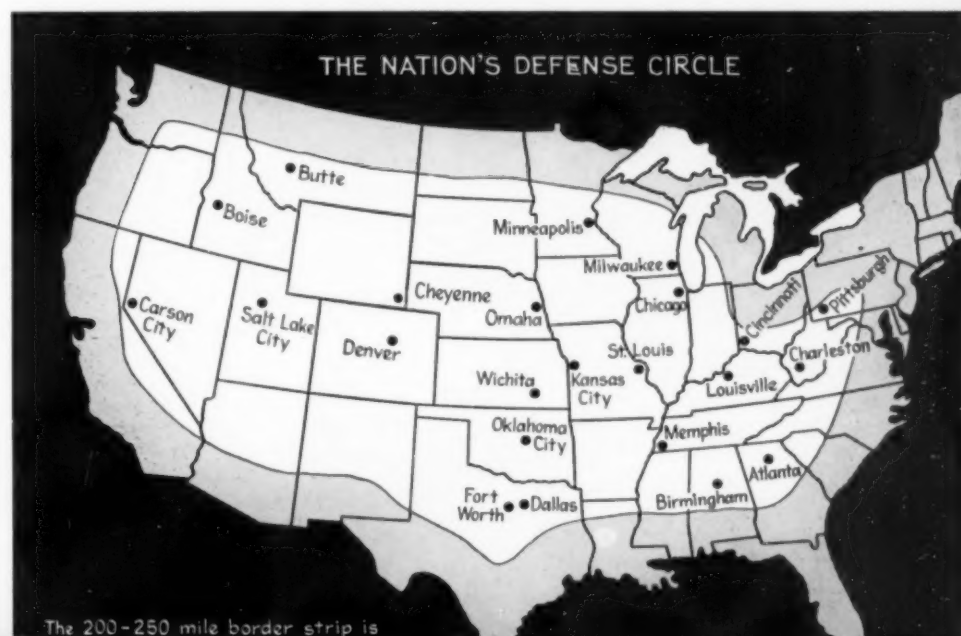 THE NATION'S DEFENSE CIRCLE
Butte
Boise
Minneapolis
Milwaukee
Cheyenne
Chicago
Carson
City
Salt Lake
City
Omaha
Cincinnati
Pittsburgh
Denver
St. Louis
Charleston
Wichita
Kansas
City
Louisville
Oklahoma
City
Memphis
Atlanta
Fort
Worth
Dallas
Birmingham
The 200-250 mile border strip is